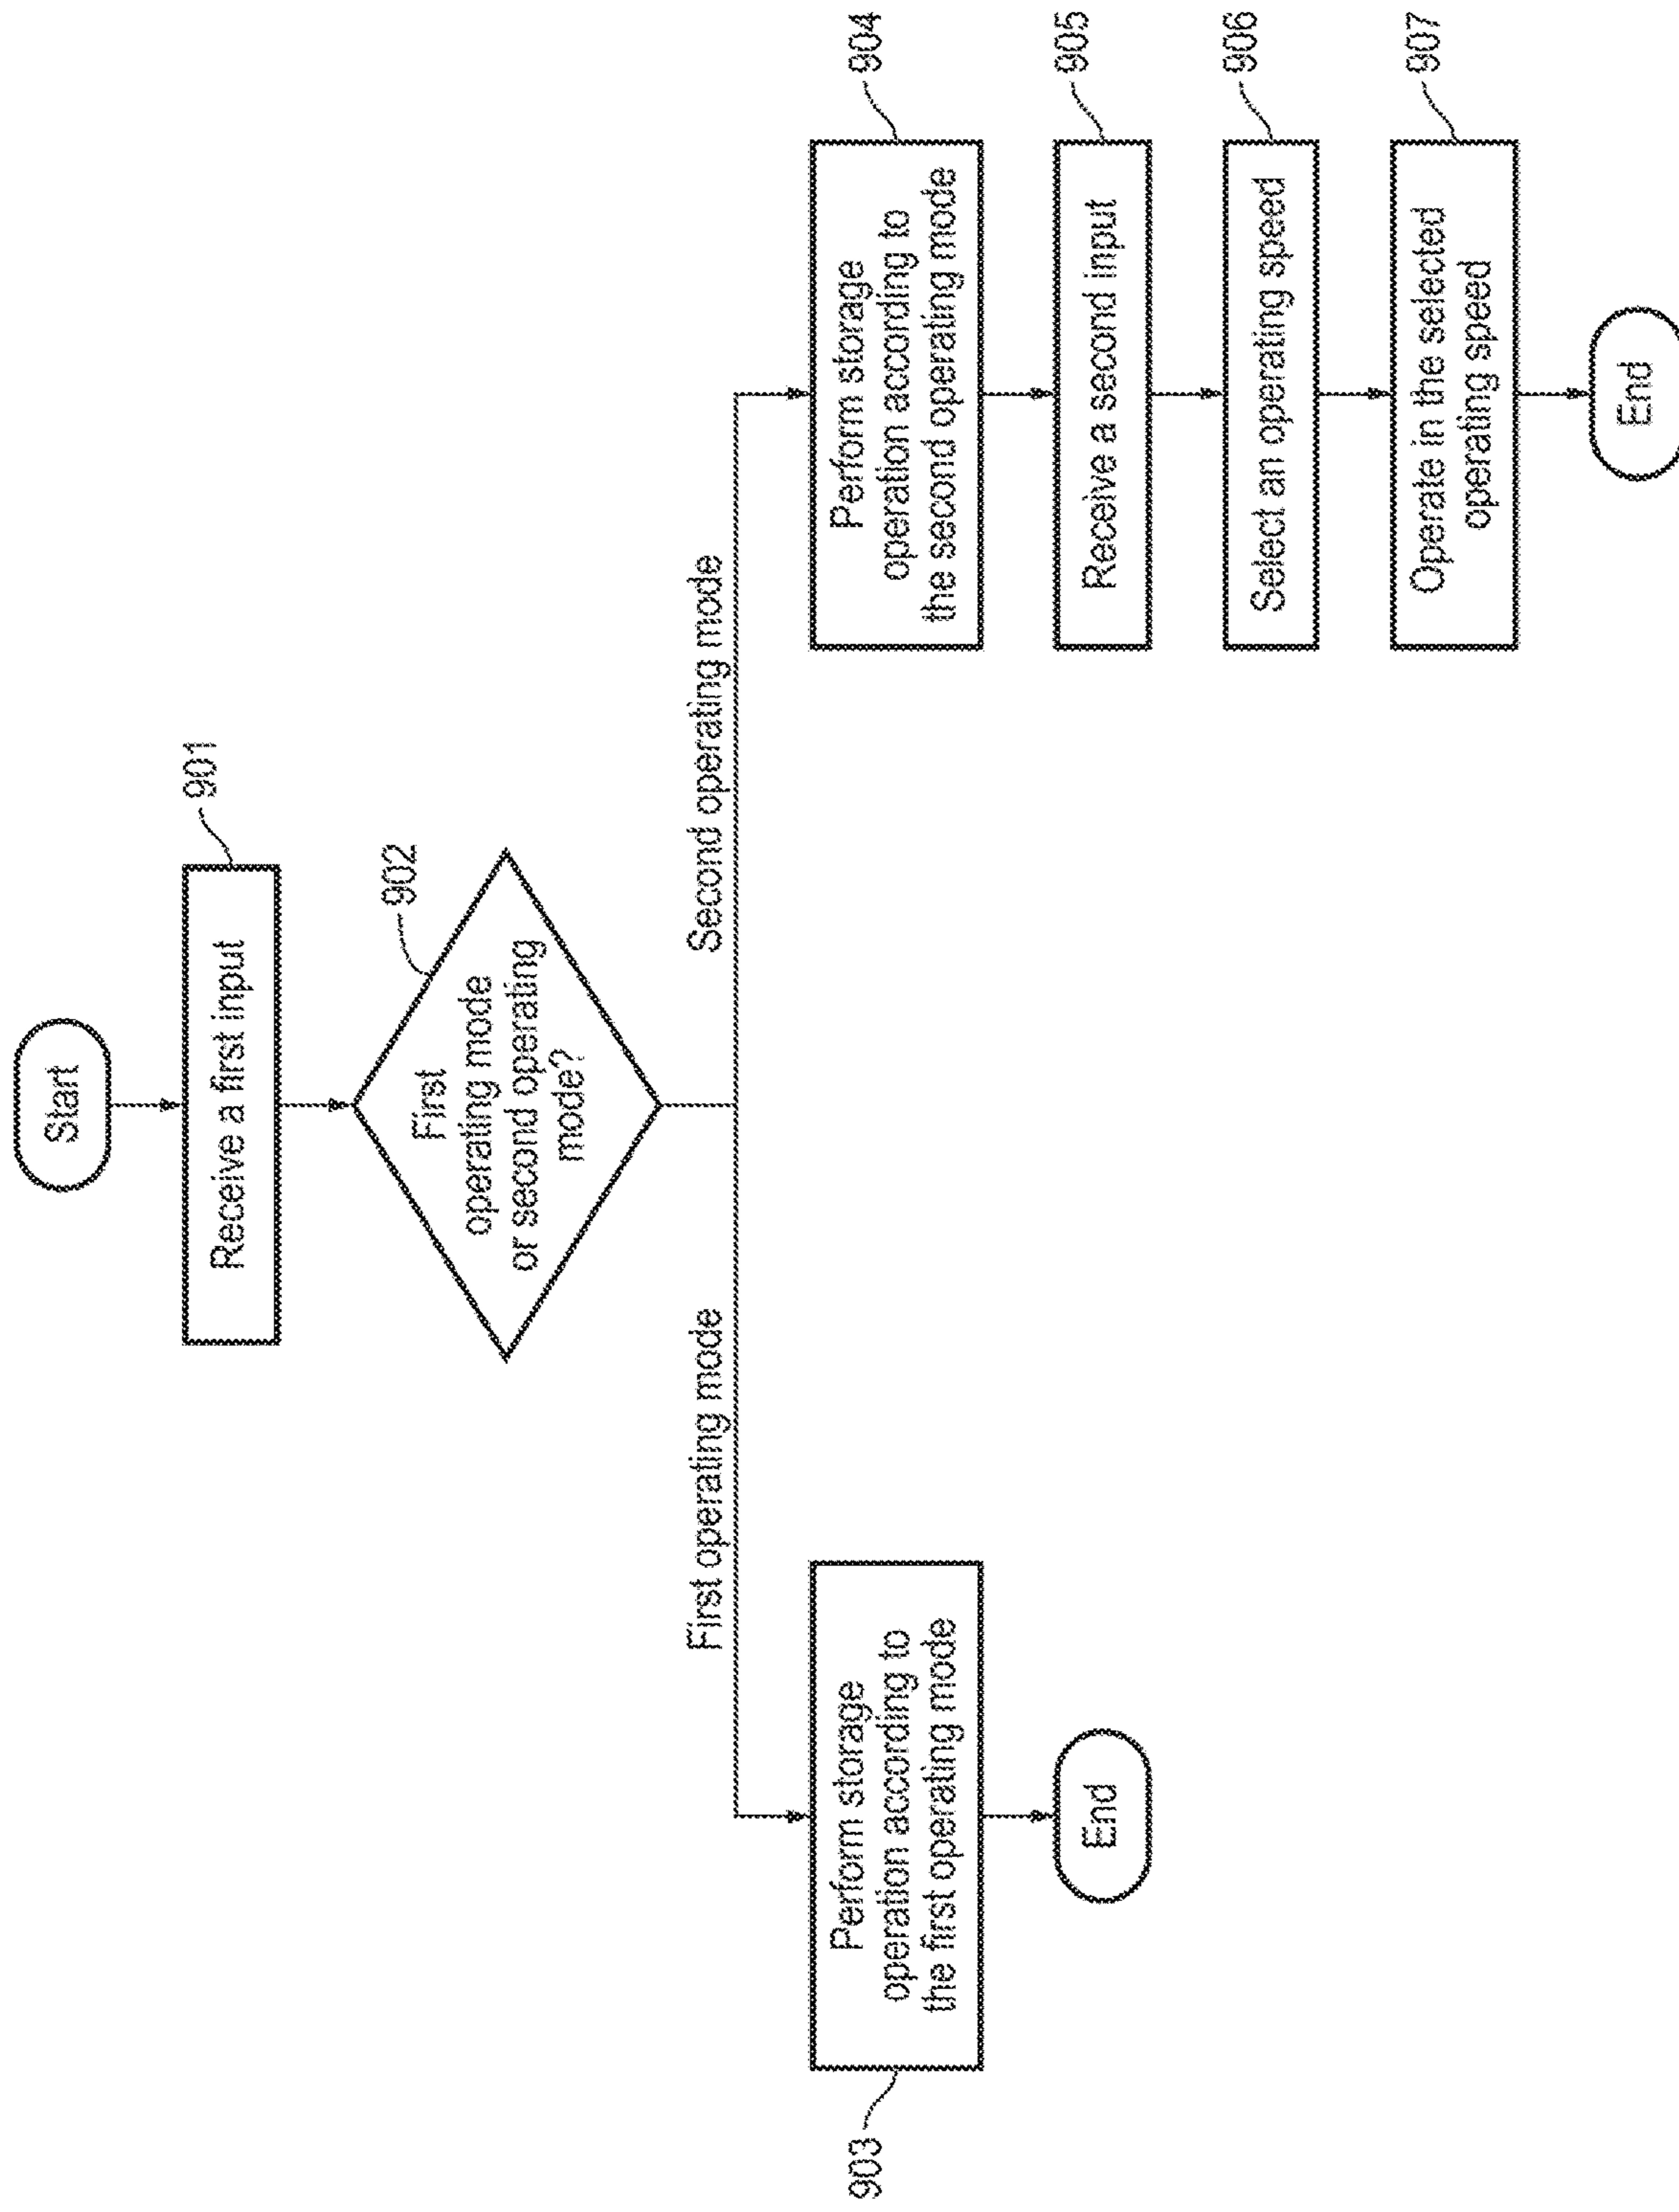 Start
901
Receive a first input
902
First
operating mode
or second operating
mode?
First operating mode
Second operating mode
903
Perform storage
operation according to
the first operating mode
End
904
Perform storage
operation according to
the second operating mode
905
Receive a second input
906
Select an operating speed
907
Operate in the selected
operating speed
End